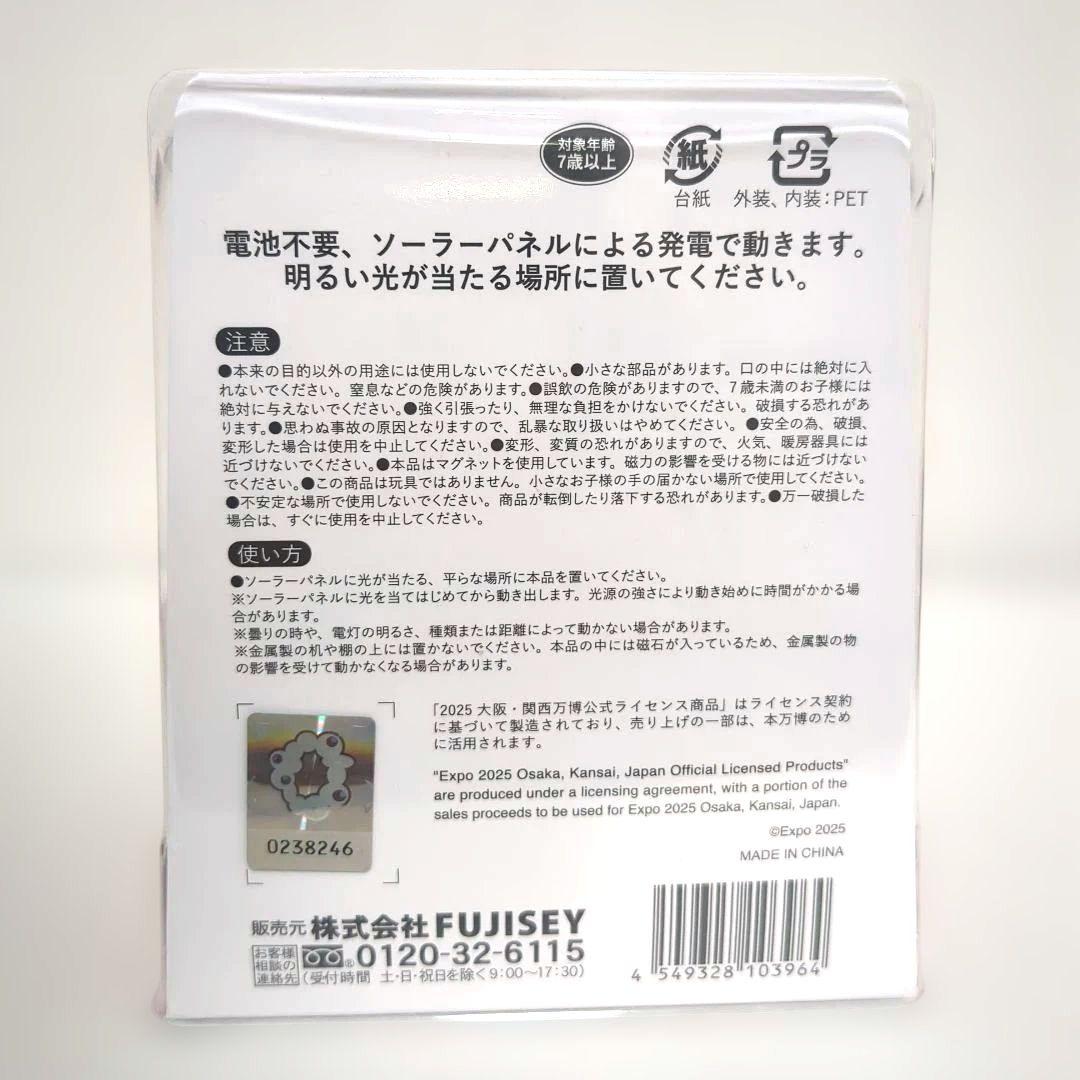 対象年齢
7歳以上
紙
プラ
台紙
外装、内装:PET
電池不要、ソーラーパネルによる発電で動きます。
明るい光が当たる場所に置いてください。
注意
●本来の目的以外の用途には使用しないでください。●小さな部品があります。口の中には絶対に入
れないでください。窒息などの危険があります。●誤飲の危険がありますので、7歳未満のお子様には
絶対に与えないでください。●強く引張ったり、無理な負担をかけないでください。破損する恐れがあ
ります。●思わぬ事故の原因となりますので、乱暴な取り扱いはやめてください。●安全の為、破損、
変形した場合は使用を中止してください。●変形、変質の恐れがありますので、火気、暖房器具には
近づけないでください。●本品はマグネットを使用しています。磁力の影響を受ける物には近づけない
でください。●この商品は玩具ではありません。小さなお子様の手の届かない場所で使用してください。
●不安定な場所で使用しないでください。商品が転倒したり落下する恐れがあります。●万一破損した
場合は、すぐに使用を中止してください。
使い方
●ソーラーパネルに光が当たる、平らな場所に本品を置いてください。
※ソーラーパネルに光を当てはじめてから動き出します。光源の強さにより動き始めに時間がかかる場
合があります。
※曇りの時や、電灯の明るさ、種類または距離によって動かない場合があります。
※金属製の机や棚の上には置かないでください。本品の中には磁石が入っているため、金属製の物
の影響を受けて動かなくなる場合があります。
「2025 大阪・関西万博公式ライセンス商品」はライセンス契約
に基づいて製造されており、売り上げの一部は、本万博のため
に活用されます。
"Expo 2025 Osaka, Kansai, Japan Official Licensed Products"
are produced under a licensing agreement, with a portion of the
sales proceeds to be used for Expo 2025 Osaka, Kansai, Japan.
©Expo 2025
MADE IN CHINA
0238246
販売元 株式会社FUJISEY
お客様
相談の
連絡先
0120-32-6115
(受付時間 土・日・祝日を除く9:00〜17:30)
4 549328 103964